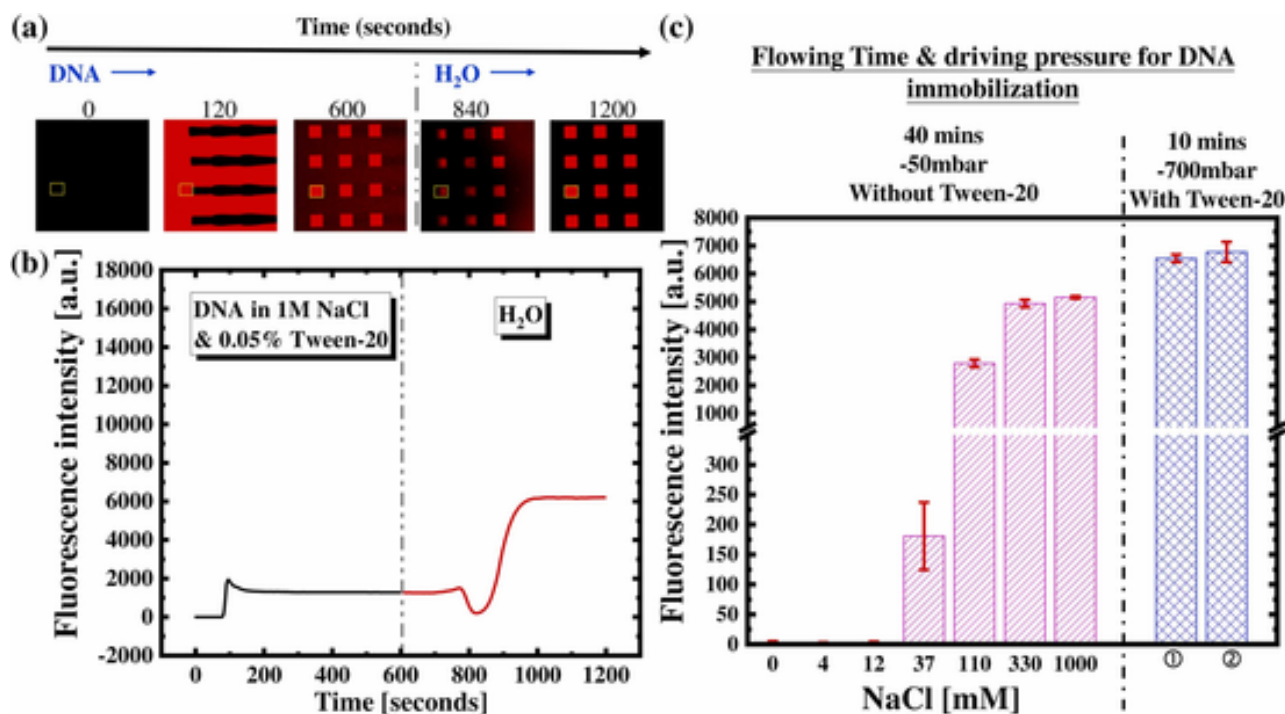 (a)
Time (seconds)
DNA
H₂O
0
120
600
840
1200
(b)
Fluorescence intensity [a.u.]
18000
16000
14000
12000
10000
8000
6000
4000
2000
0
-2000
DNA in 1M NaCl
& 0.05% Tween-20
H₂O
0 200 400 600 800 1000 1200
Time [seconds]
(c)
Flowing Time & driving pressure for DNA
immobilization
40 mins
-50mbar
Without Tween-20
10 mins
-700mbar
With Tween-20
Fluorescence intensity [a.u.]
8000
7000
6000
5000
4000
3000
2000
1000
300
250
200
150
100
50
0
0 4 12 37 110 330 1000
① ②
NaCl [mM]